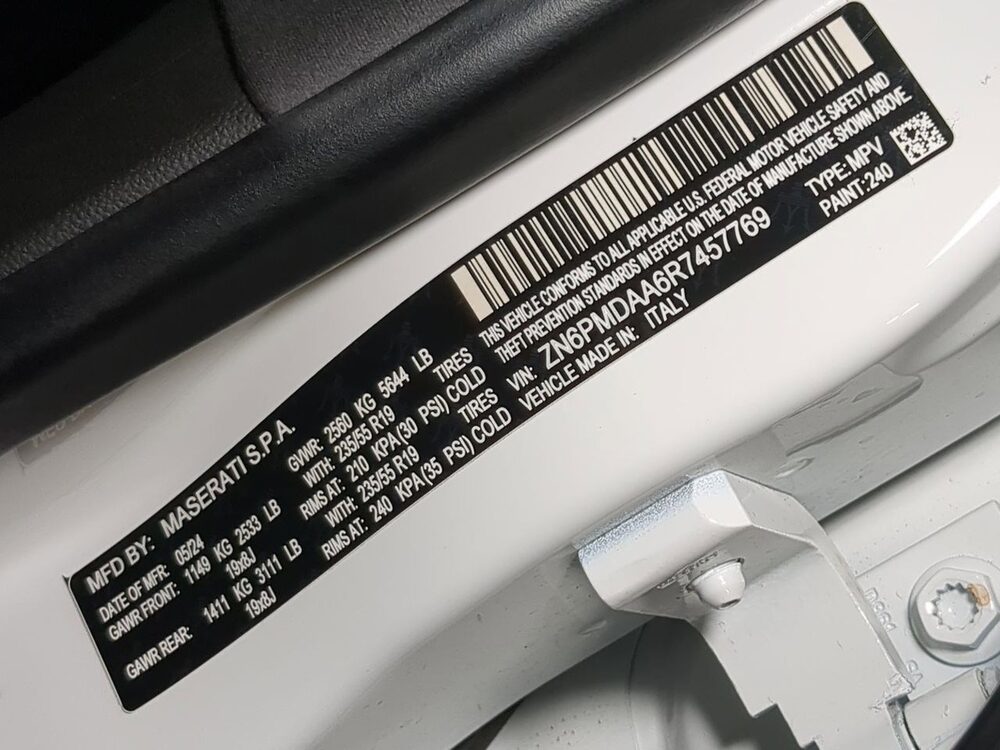 MFD BY: MASERATI S.P.A.
DATE OF MFR: 05/24 GVWR: 2560 KG 5644 LB
GAWR FRONT: 1149 KG 2533 LB WITH: 235/55 R19 TIRES
19x8J RIMS AT: 210 KPA(30 PSI) COLD
GAWR REAR: 1411 KG 3111 LB WITH: 235/55 R19 TIRES
19x8J RIMS AT: 240 KPA(35 PSI) COLD
THIS VEHICLE CONFORMS TO ALL APPLICABLE U.S. FEDERAL MOTOR VEHICLE SAFETY AND
THEFT PREVENTION STANDARDS IN EFFECT ON THE DATE OF MANUFACTURE SHOWN ABOVE.
VIN: ZN6PMDAA6R7457769 TYPE: MPV
VEHICLE MADE IN: ITALY PAINT: 240